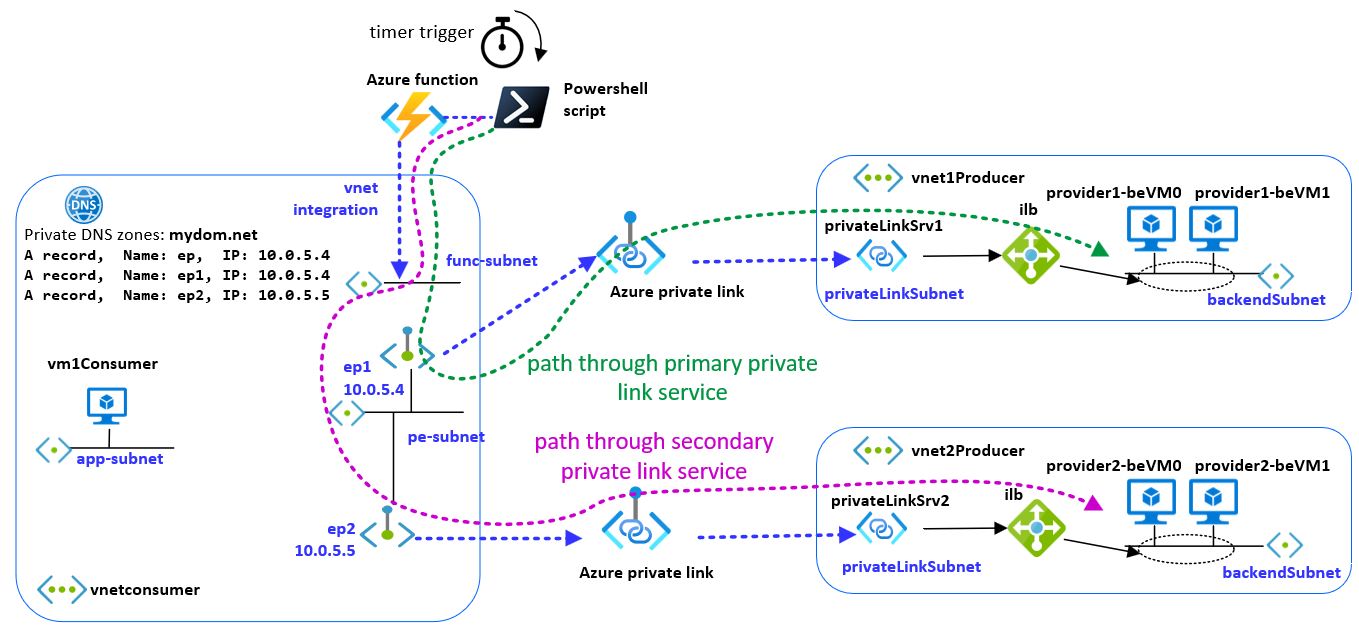 timer trigger
Azure function
Powershell
script
vnet
integration
DNS
Private DNS zones: mydom.net
A record,  Name: ep,  IP: 10.0.5.4
A record,  Name: ep1, IP: 10.0.5.4
A record,  Name: ep2, IP: 10.0.5.5
func-subnet
vm1Consumer
app-subnet
ep1
10.0.5.4
pe-subnet
ep2
10.0.5.5
vnetconsumer
Azure private link
path through primary private
link service
path through secondary
private link service
Azure private link
vnet1Producer
provider1-beVM0
provider1-beVM1
privateLinkSrv1
ilb
privateLinkSubnet
backendSubnet
vnet2Producer
provider2-beVM0
provider2-beVM1
privateLinkSrv2
ilb
privateLinkSubnet
backendSubnet